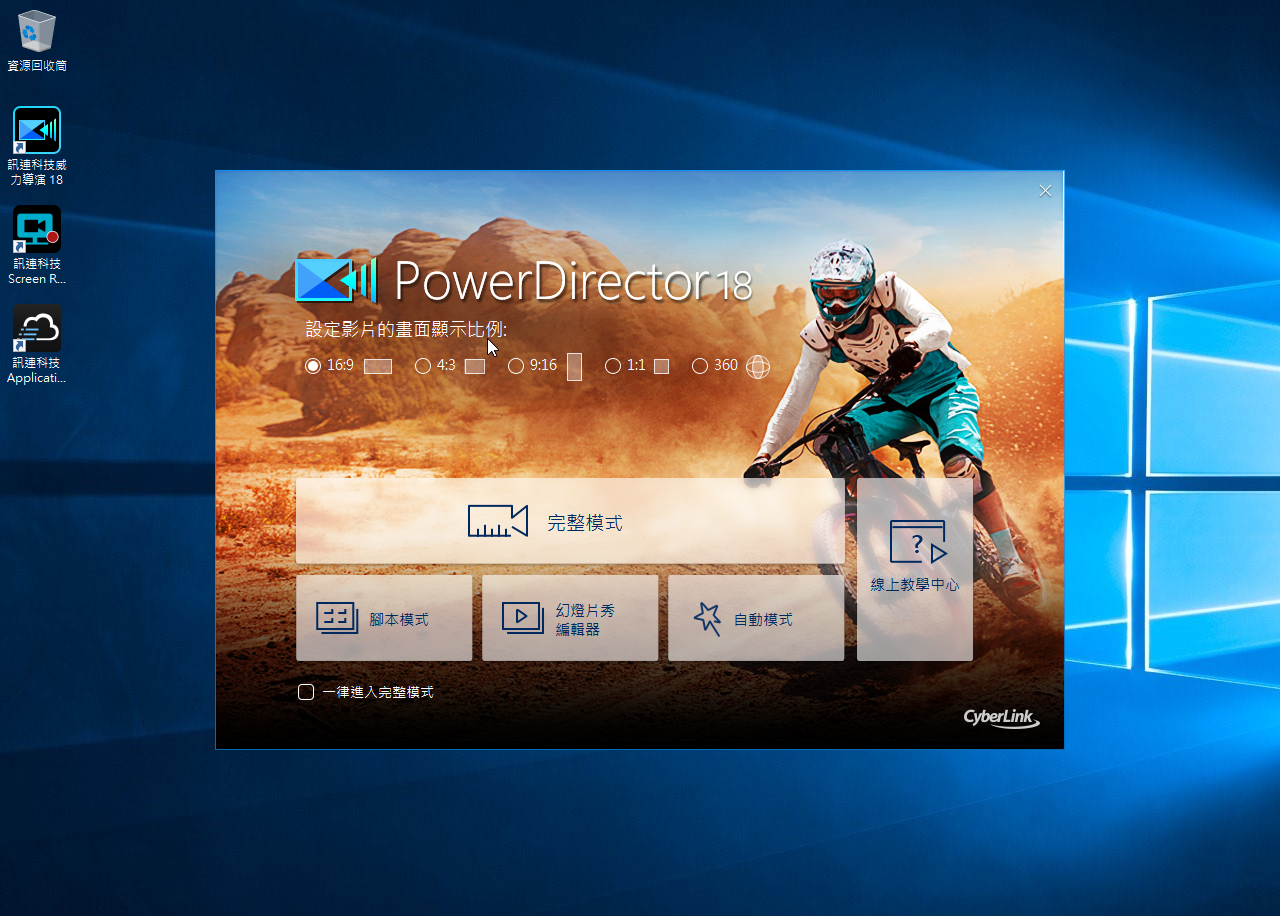 資源回收筒
訊連科技威
力導演 18
訊連科技
Screen R...
訊連科技
Applicati...
PowerDirector 18
設定影片的畫面顯示比例:
16:9 4:3 9:16 1:1 360
完整模式
?
線上教學中心
腳本模式
幻燈片秀
編輯器
自動模式
一律進入完整模式
CyberLink